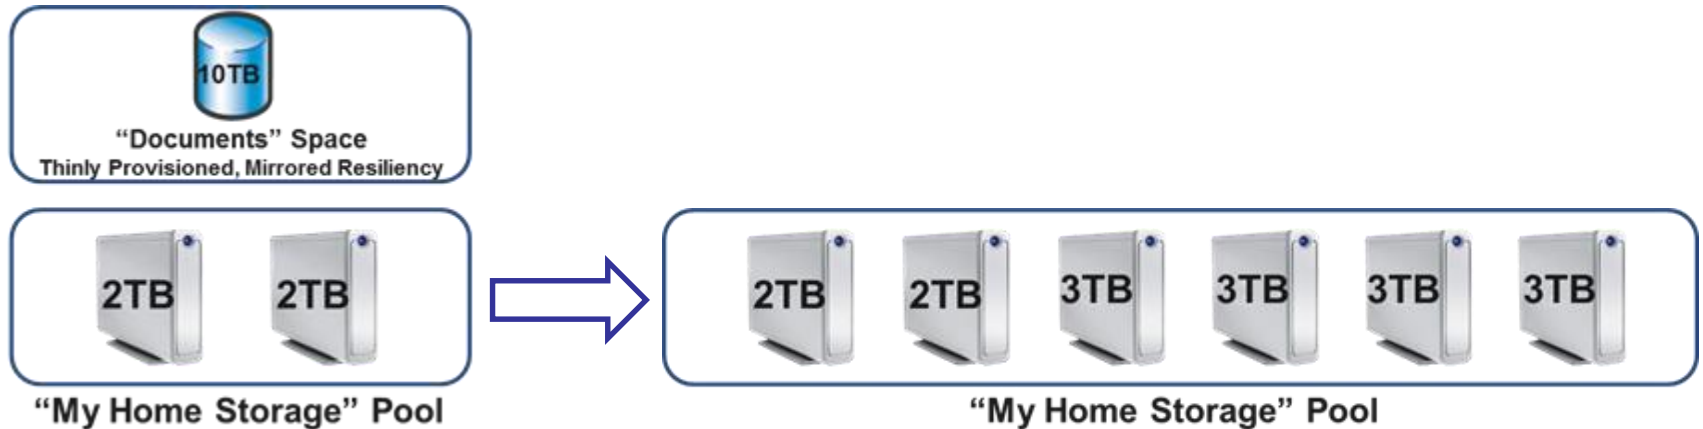 10TB
“Documents” Space
Thinly Provisioned, Mirrored Resiliency
2TB 2TB
“My Home Storage” Pool
2TB 2TB 3TB 3TB 3TB 3TB
“My Home Storage” Pool